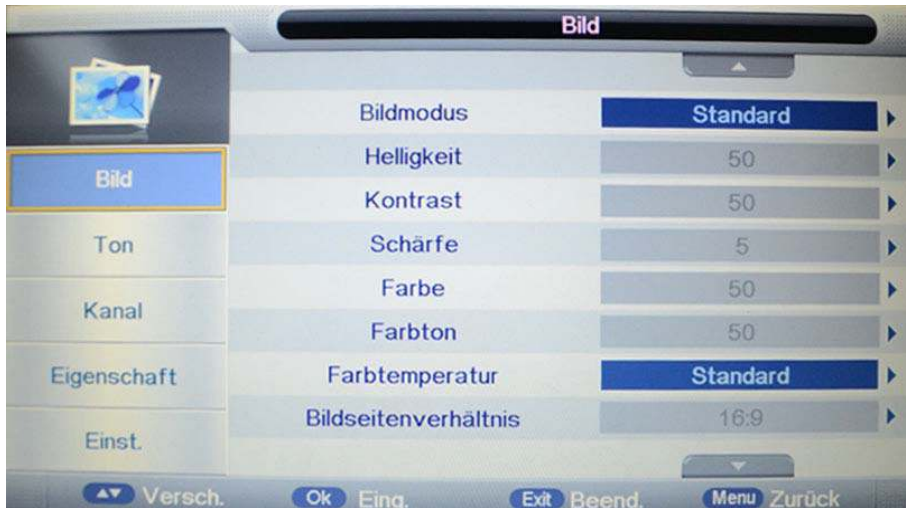 Bild
Bild
Ton
Kanal
Eigenschaft
Einst.
Bildmodus Standard
Helligkeit 50
Kontrast 50
Schärfe 5
Farbe 50
Farbton 50
Farbtemperatur Standard
Bildseitenverhältnis 16:9
Versch. Ok Eing. Exit Beend. Menu Zurück